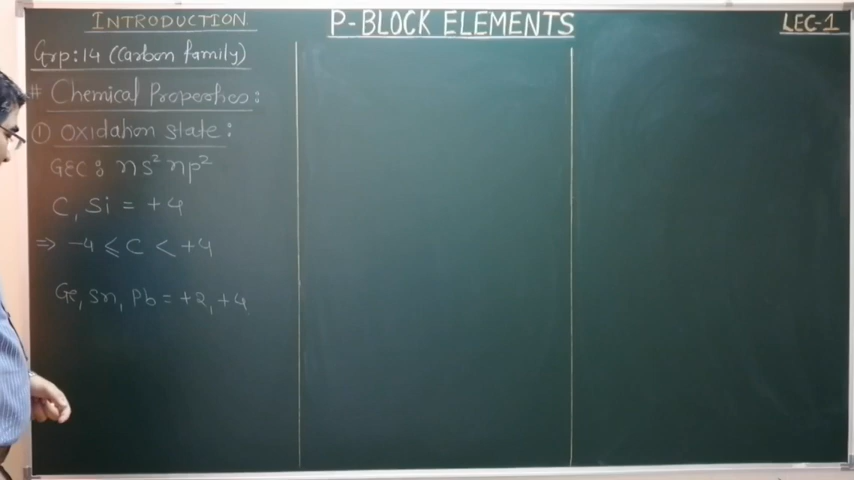 INTRODUCTION
P-BLOCK ELEMENTS
LEC-1
Grp:14 (Carbon family)
# Chemical Properties:
① Oxidation state:
GEC: ns² np²
C, Si = +4
⇒ -4 ≤ C < +4
Ge, Sn, Pb = +2, +4